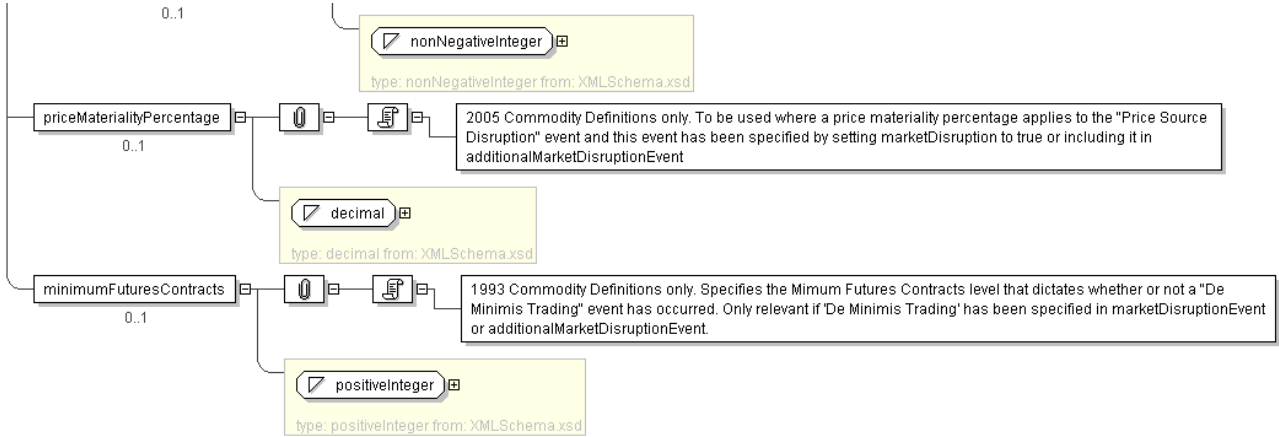 0..1
nonNegativeInteger
type: nonNegativeInteger from: XMLSchema.xsd
priceMaterialityPercentage
0..1
2005 Commodity Definitions only. To be used where a price materiality percentage applies to the "Price Source
Disruption" event and this event has been specified by setting marketDisruption to true or including it in
additionalMarketDisruptionEvent
decimal
type: decimal from: XMLSchema.xsd
minimumFuturesContracts
0..1
1993 Commodity Definitions only. Specifies the Mimum Futures Contracts level that dictates whether or not a "De
Minimis Trading" event has occurred. Only relevant if 'De Minimis Trading' has been specified in marketDisruptionEvent
or additionalMarketDisruptionEvent.
positiveInteger
type: positiveInteger from: XMLSchema.xsd